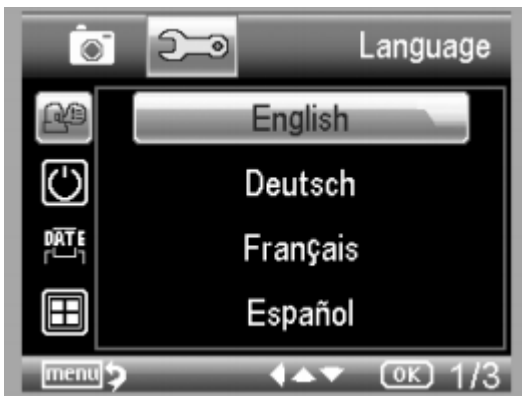 Language
English
Deutsch
DATE
Français
Español
menu OK 1/3